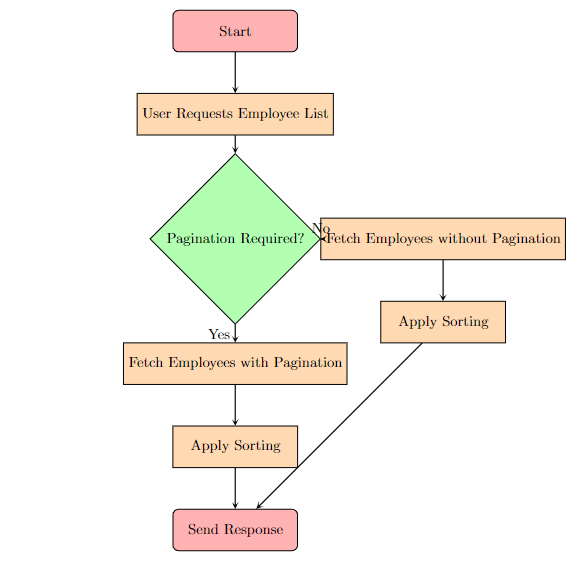 Start
User Requests Employee List
Pagination Required?
No
Fetch Employees without Pagination
Apply Sorting
Yes
Fetch Employees with Pagination
Apply Sorting
Send Response